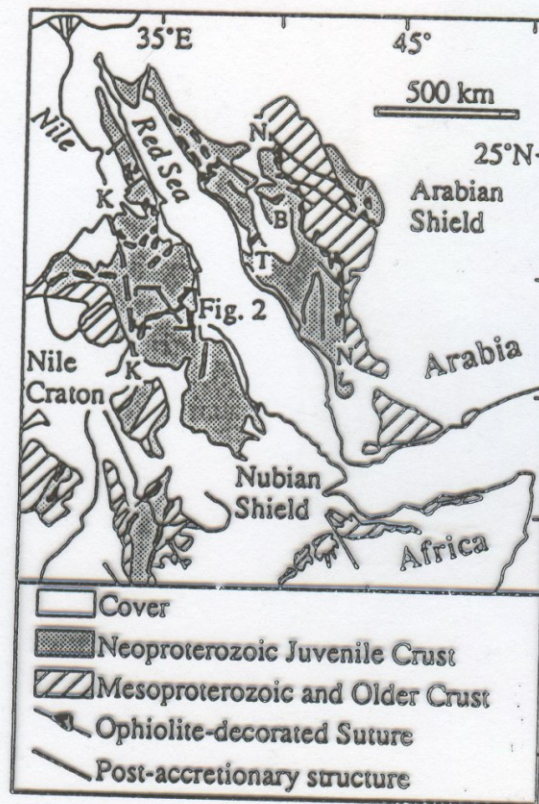 35°E
45°
500 km
Nile
Red Sea
N
25°N
K
Arabian
Shield
B
T
Fig. 2
N
Nile
Craton
K
Arabia
Nubian
Shield
Africa
Cover
Neoproterozoic Juvenile Crust
Mesoproterozoic and Older Crust
Ophiolite-decorated Suture
Post-accretionary structure